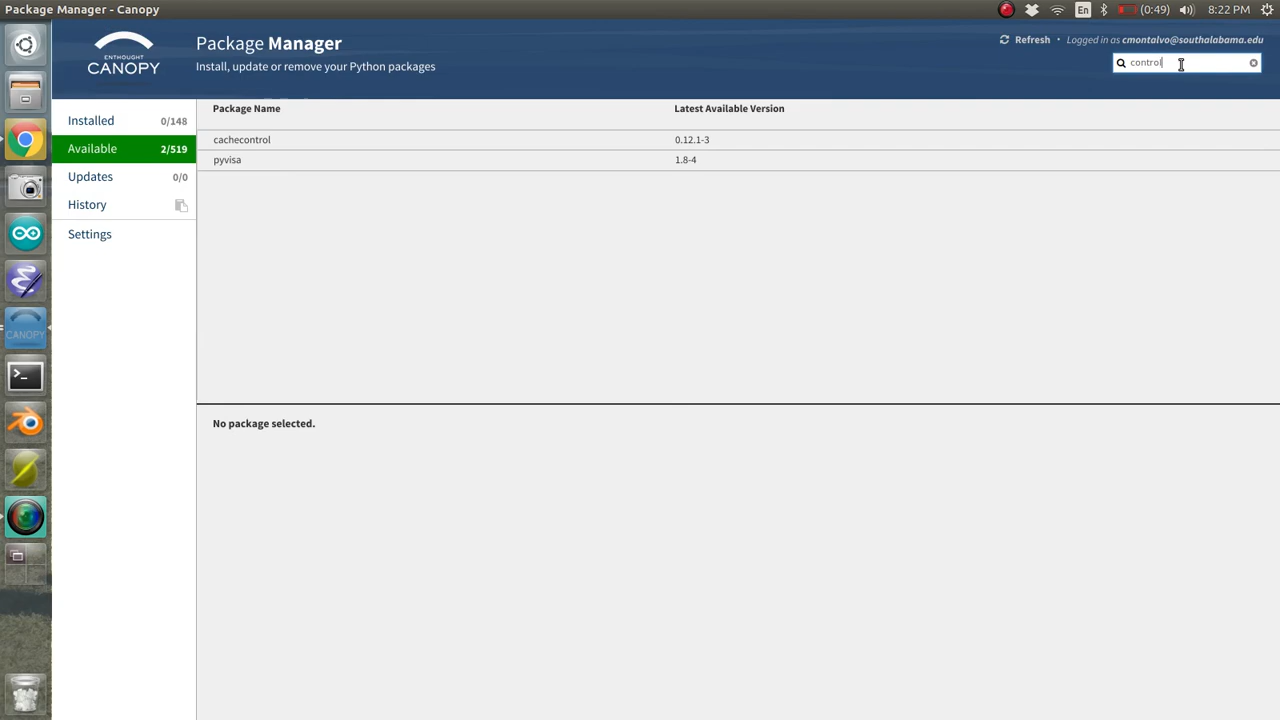 Package Manager - Canopy
En
(0:49)
8:22 PM
ENTHOUGHT
CANOPY
Package Manager
Install, update or remove your Python packages
Refresh • Logged in as cmontalvo@southalabama.edu
control
Installed 0/148
Available 2/519
Updates 0/0
History
Settings
Package Name Latest Available Version
cachecontrol 0.12.1-3
pyvisa 1.8-4
No package selected.
CANOPY
>_